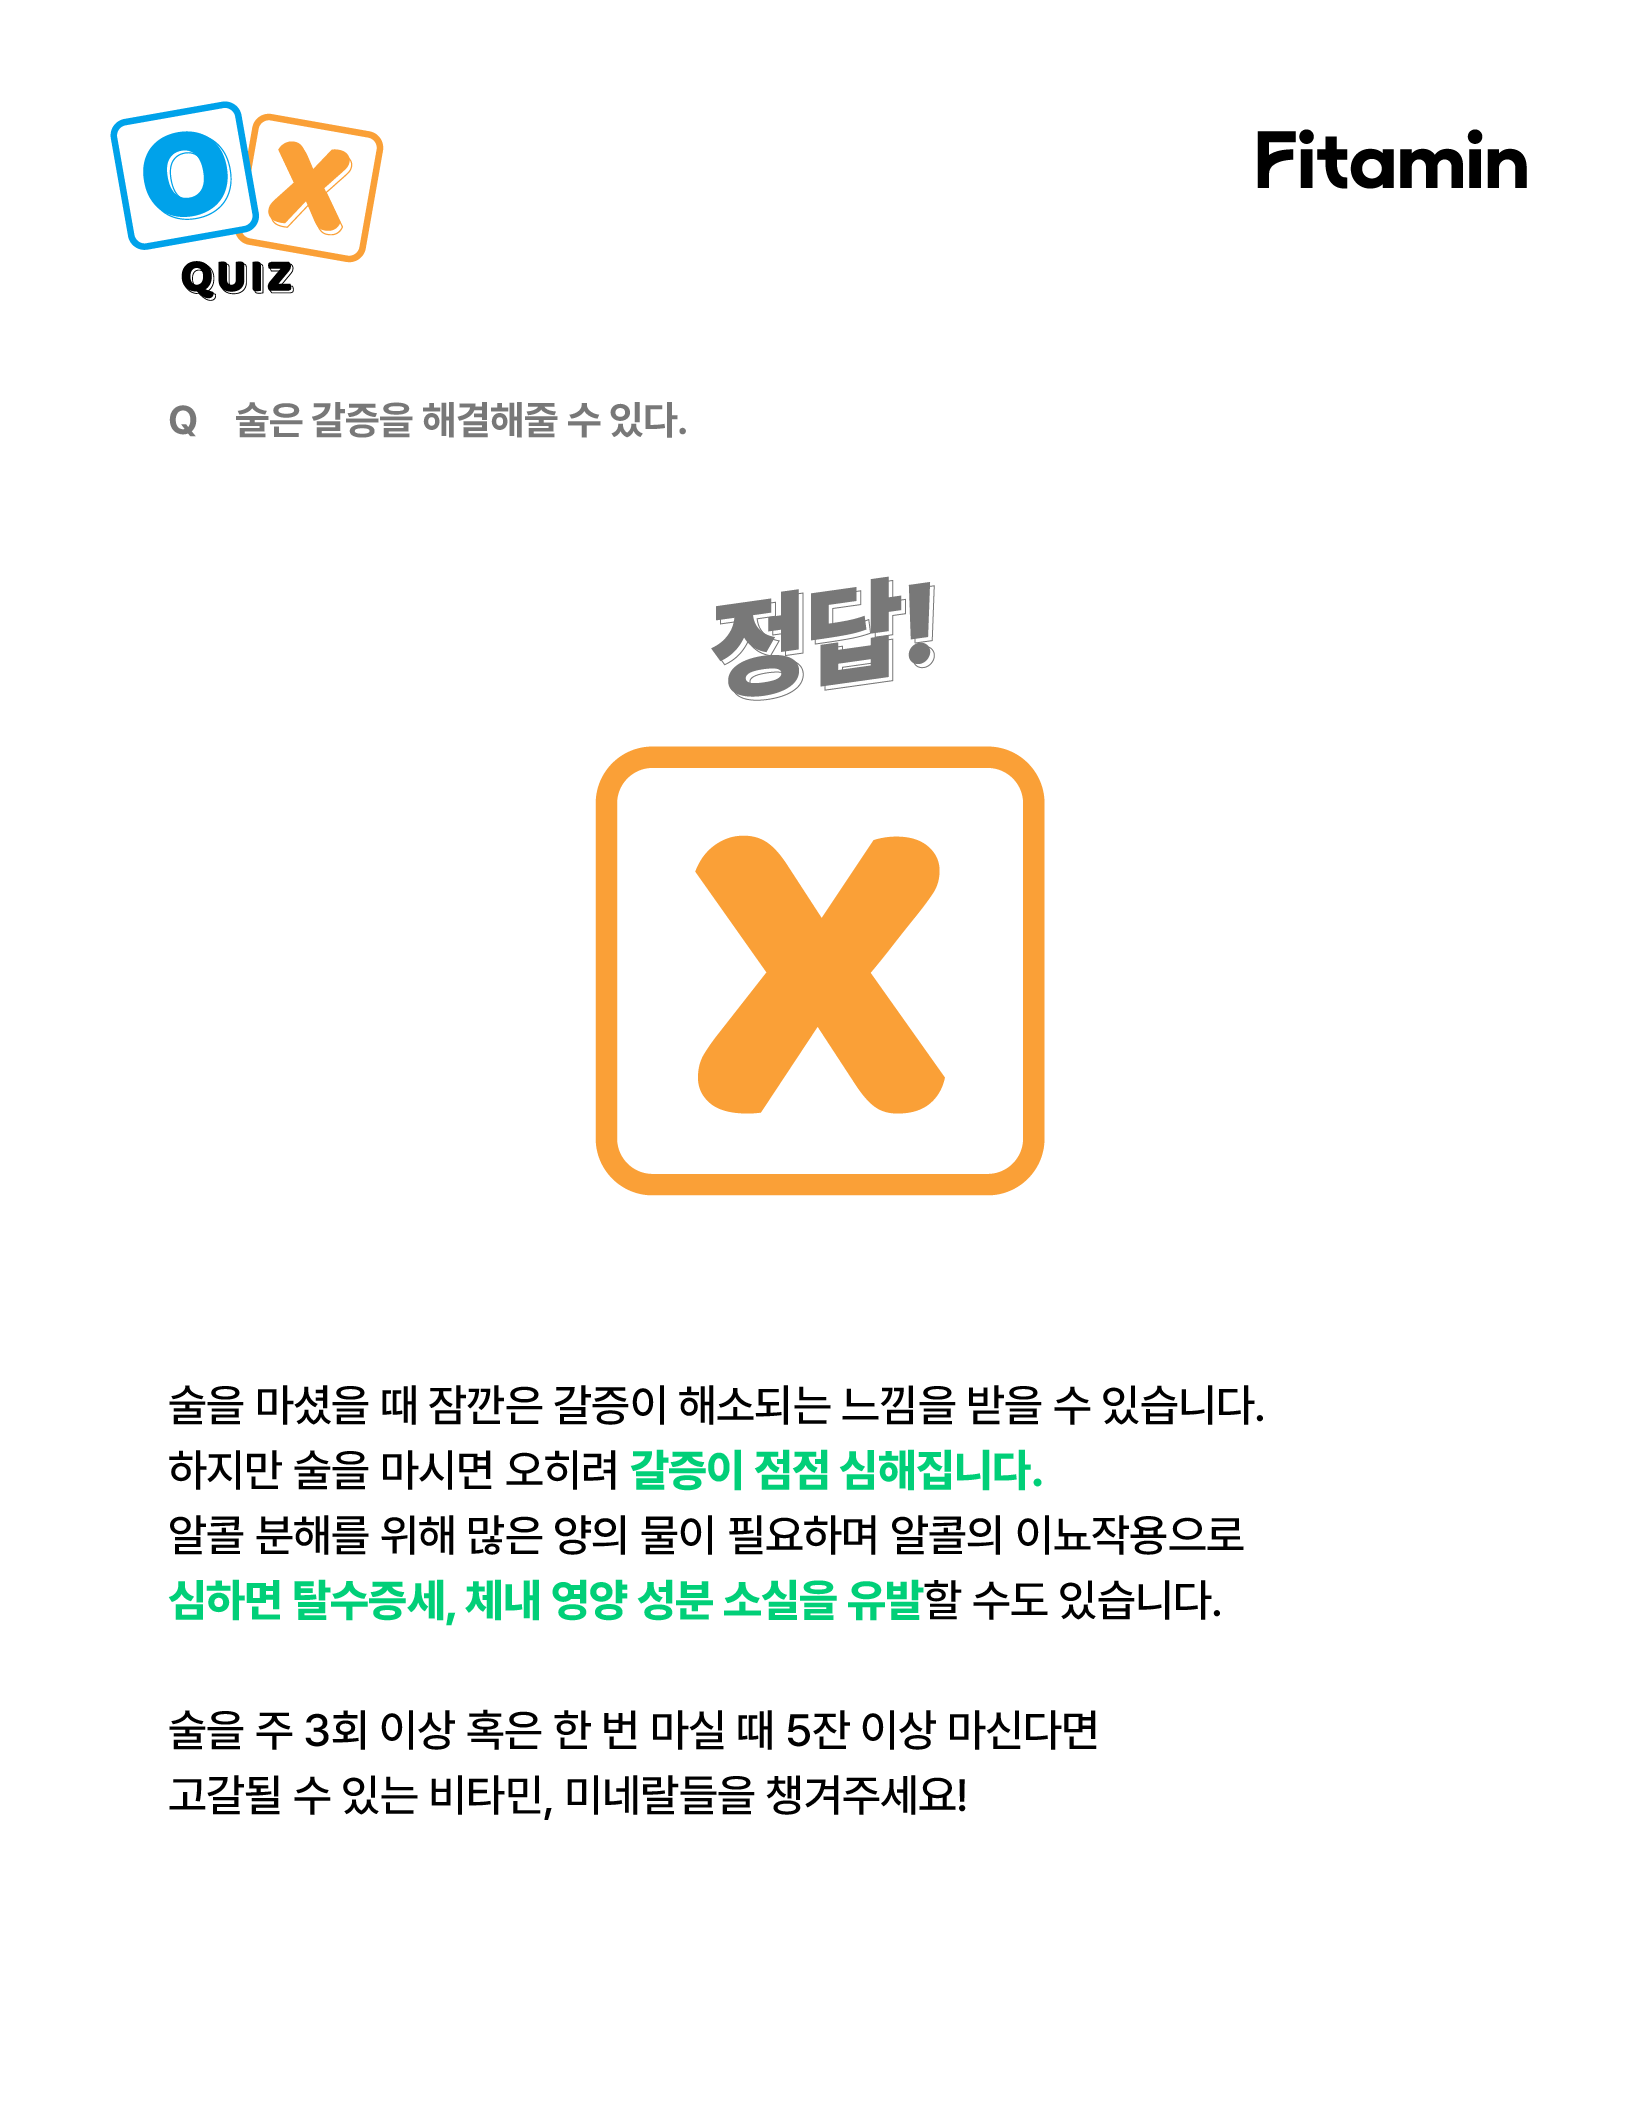 O X
QUIZ
Fitamin
Q 술은 갈증을 해결해줄 수 있다.
정답!
X
술을 마셨을 때 잠깐은 갈증이 해소되는 느낌을 받을 수 있습니다.
하지만 술을 마시면 오히려 갈증이 점점 심해집니다.
알콜 분해를 위해 많은 양의 물이 필요하며 알콜의 이뇨작용으로
심하면 탈수증세, 체내 영양 성분 소실을 유발할 수도 있습니다.
술을 주 3회 이상 혹은 한 번 마실 때 5잔 이상 마신다면
고갈될 수 있는 비타민, 미네랄들을 챙겨주세요!